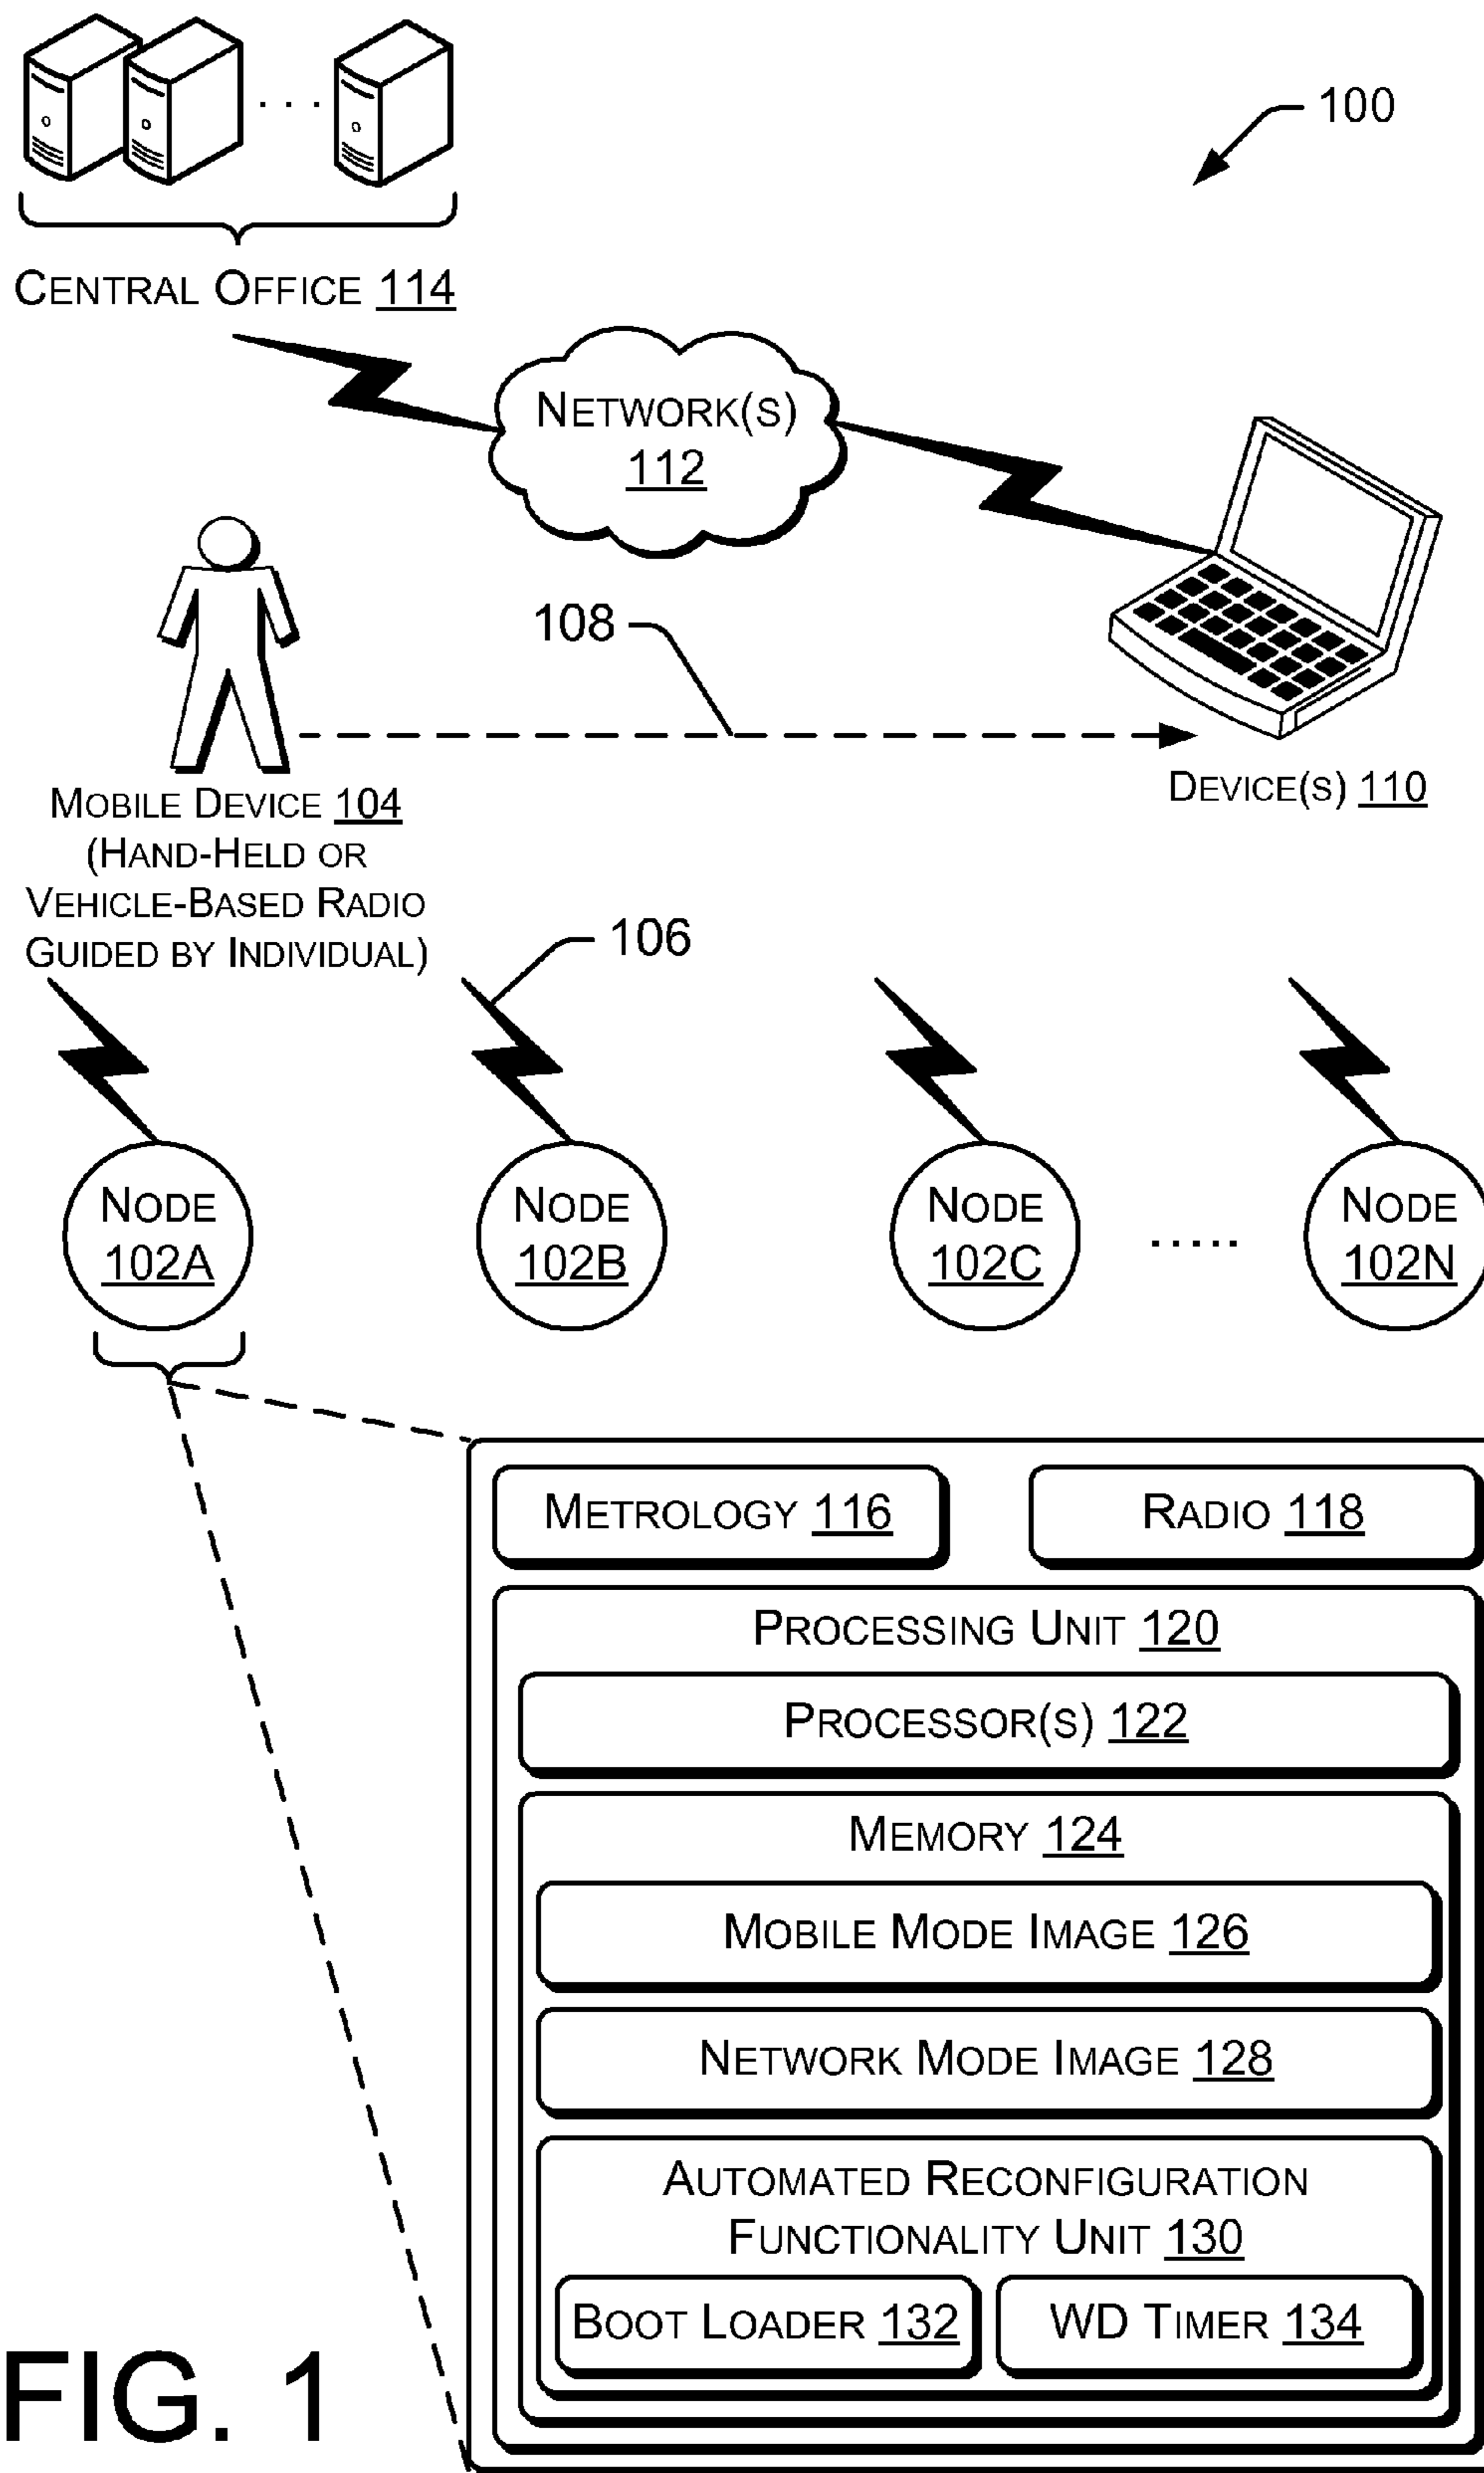 100
CENTRAL OFFICE 114
NETWORK(S)
112
108
MOBILE DEVICE 104
(HAND-HELD OR
VEHICLE-BASED RADIO
GUIDED BY INDIVIDUAL)
DEVICE(S) 110
106
NODE
102A
NODE
102B
NODE
102C
.....
NODE
102N
METROLOGY 116
RADIO 118
PROCESSING UNIT 120
PROCESSOR(S) 122
MEMORY 124
MOBILE MODE IMAGE 126
NETWORK MODE IMAGE 128
AUTOMATED RECONFIGURATION
FUNCTIONALITY UNIT 130
BOOT LOADER 132
WD TIMER 134
FIG. 1